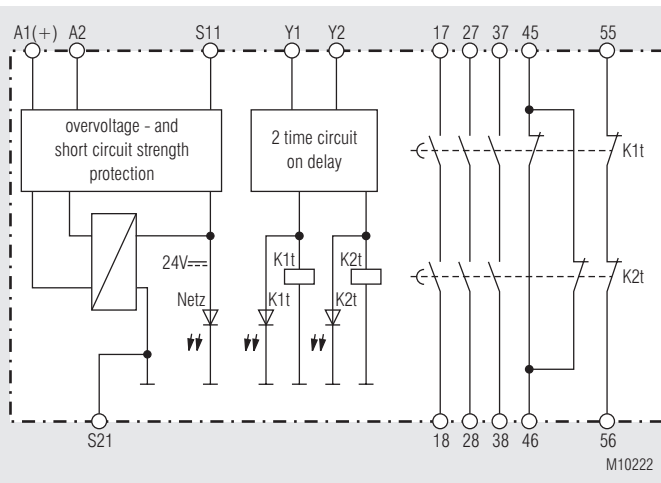 A1(+) A2 S11 Y1 Y2 17 27 37 45 55
overvoltage - and
short circuit strength
protection
2 time circuit
on delay
K1t
24V
K1t K2t
K2t
Netz K1t K2t
S21 18 28 38 46 56
M10222